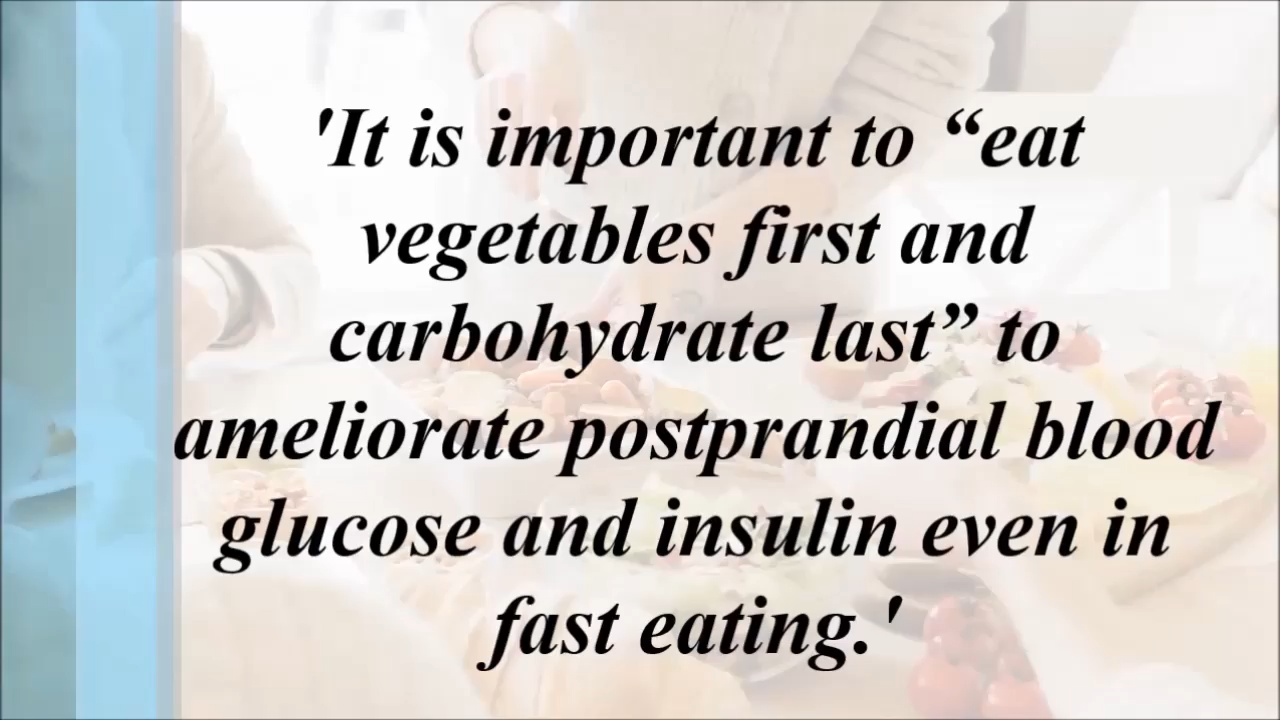 'It is important to “eat
vegetables first and
carbohydrate last” to
ameliorate postprandial blood
glucose and insulin even in
fast eating.'